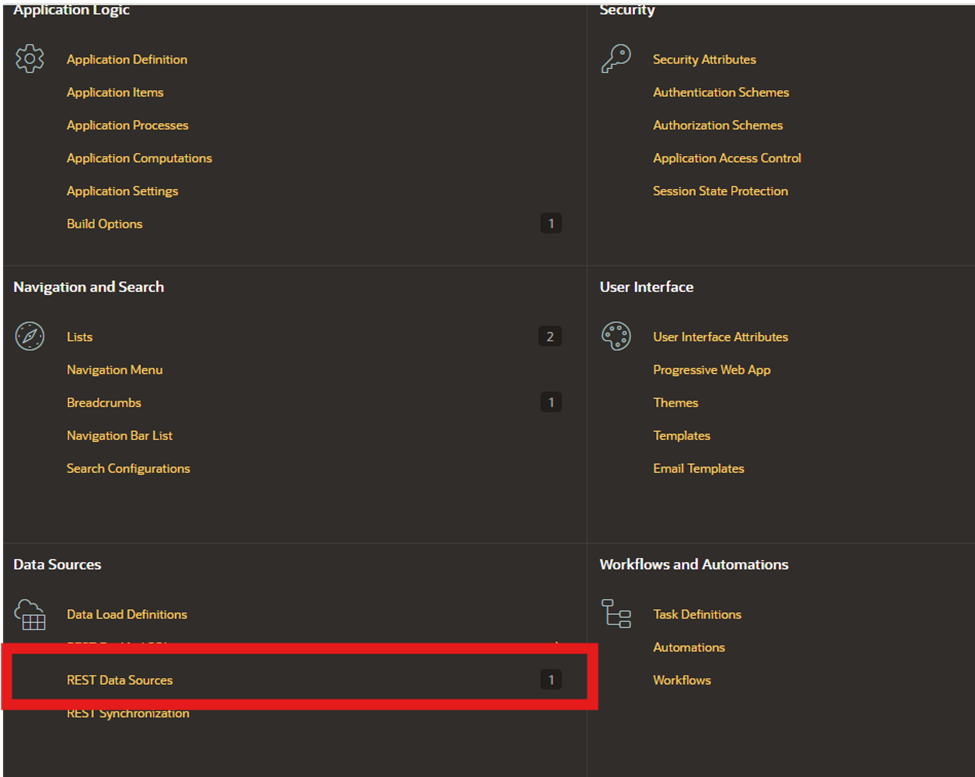 Application Logic
Application Definition
Application Items
Application Processes
Application Computations
Application Settings
Build Options 1
Security
Security Attributes
Authentication Schemes
Authorization Schemes
Application Access Control
Session State Protection
Navigation and Search
Lists 2
Navigation Menu
Breadcrumbs 1
Navigation Bar List
Search Configurations
User Interface
User Interface Attributes
Progressive Web App
Themes
Templates
Email Templates
Data Sources
Data Load Definitions
REST Data Sources 1
REST Synchronization
Workflows and Automations
Task Definitions
Automations
Workflows